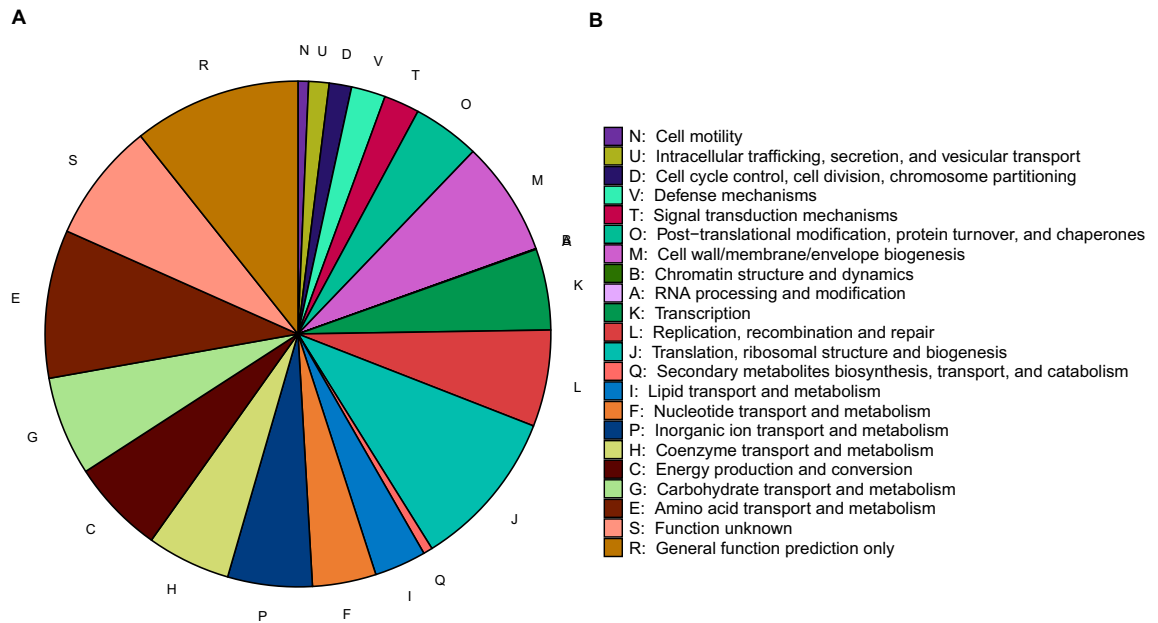 A
B
N U D V T O M
B
A
K
L
J
Q
I
F
P
H
C
G
E
S
R
N: Cell motility
U: Intracellular trafficking, secretion, and vesicular transport
D: Cell cycle control, cell division, chromosome partitioning
V: Defense mechanisms
T: Signal transduction mechanisms
O: Post−translational modification, protein turnover, and chaperones
M: Cell wall/membrane/envelope biogenesis
B: Chromatin structure and dynamics
A: RNA processing and modification
K: Transcription
L: Replication, recombination and repair
J: Translation, ribosomal structure and biogenesis
Q: Secondary metabolites biosynthesis, transport, and catabolism
I: Lipid transport and metabolism
F: Nucleotide transport and metabolism
P: Inorganic ion transport and metabolism
H: Coenzyme transport and metabolism
C: Energy production and conversion
G: Carbohydrate transport and metabolism
E: Amino acid transport and metabolism
S: Function unknown
R: General function prediction only